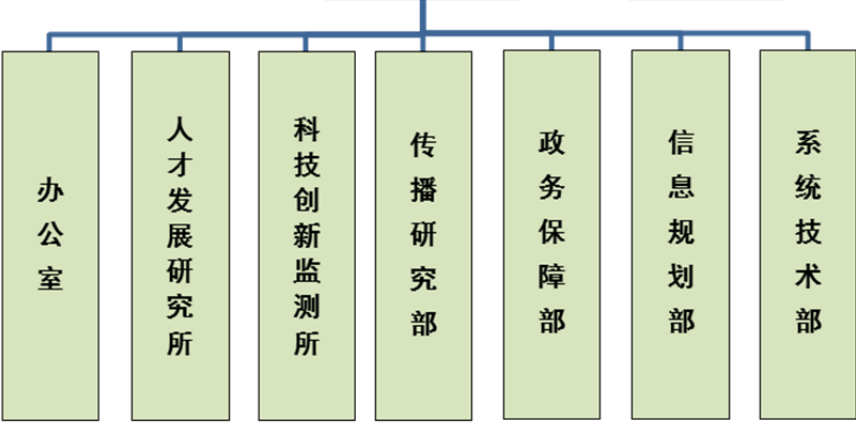 办公室
人才发展研究所
科技创新监测所
传播研究部
政务保障部
信息规划部
系统技术部